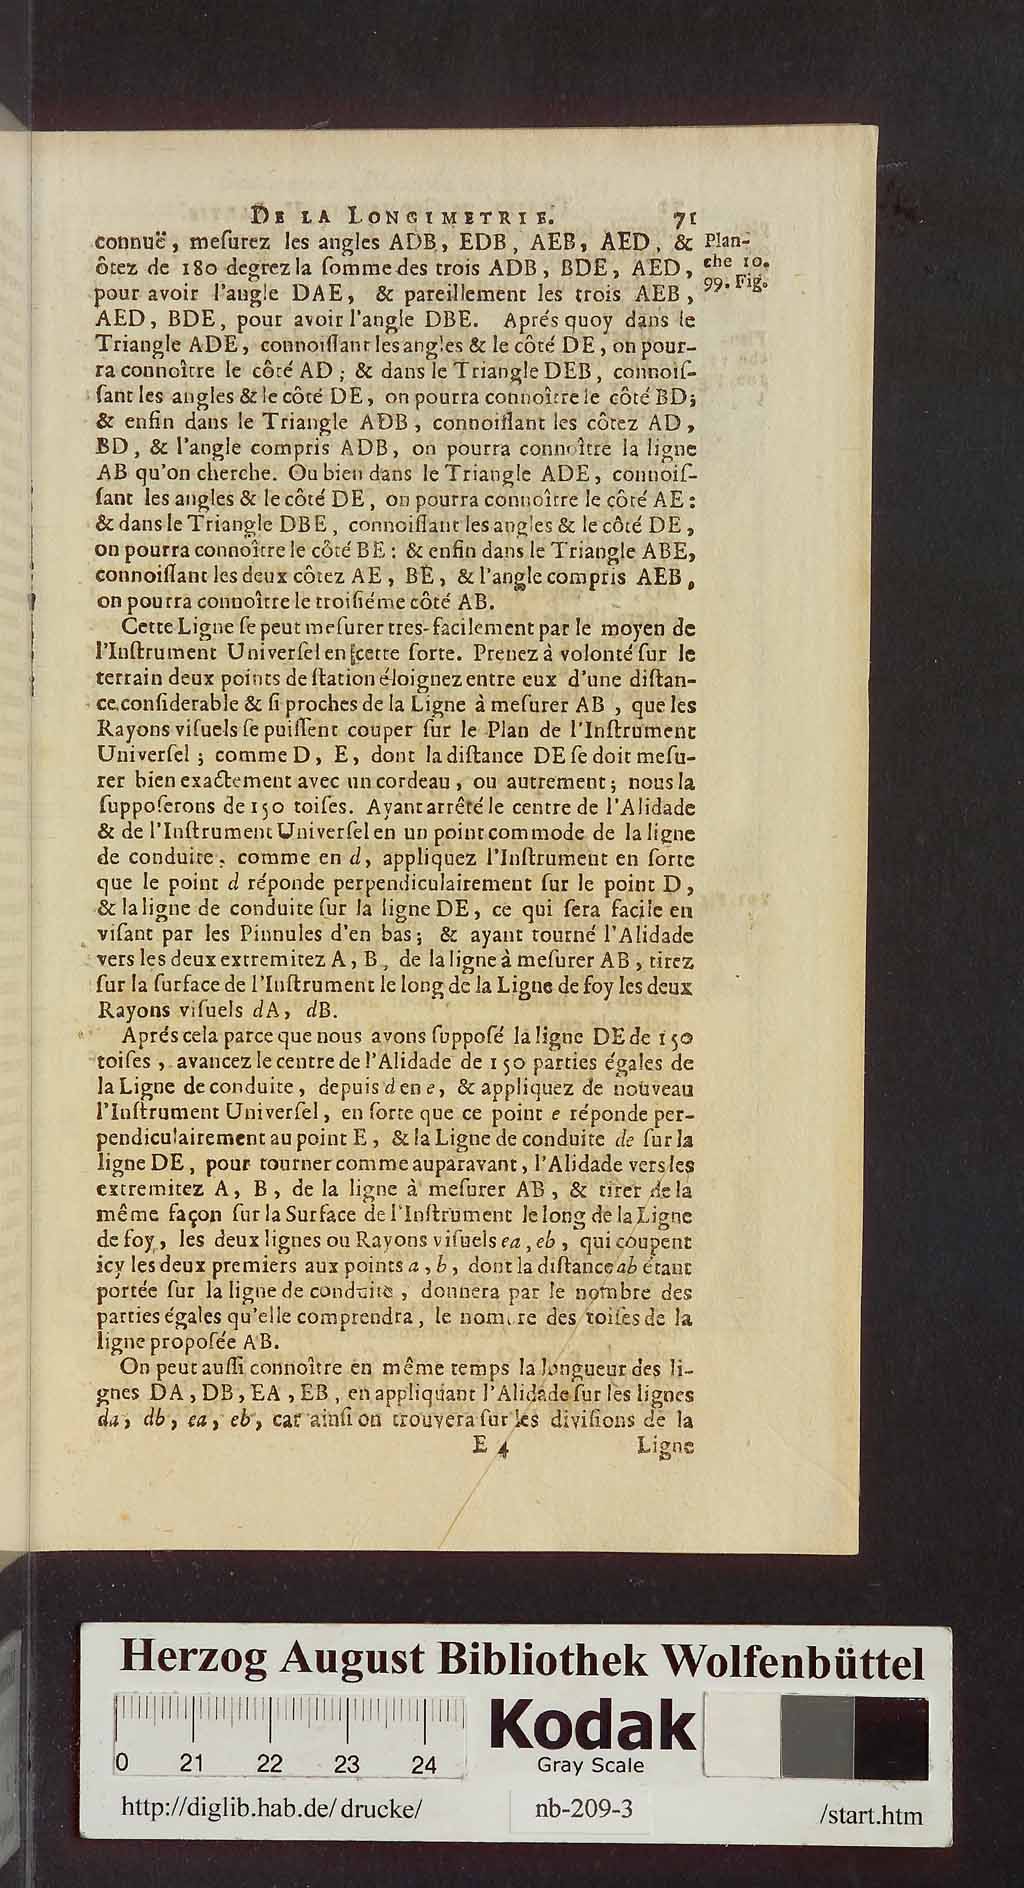 DE LA LONGIMETRIE. 71
connuë, meſurez les angles ADB, EDB, AEB, AED, &
ôtez de 180 degrez la ſomme des trois ADB, BDE, AED,
pour avoir l'angle DAE, & pareillement les trois AEB,
Plan-
che 10.
99. Fig.
AED, BDE, pour avoir l'angle DBE. Aprés quoy dans le
Triangle ADE, connoiſſant les angles & le côté DE, on pour-
ra connoître le côté AD; & dans le Triangle DEB, connoiſ-
ſant les angles & le côté DE, on pourra connoître le côté BD;
& enfin dans le Triangle ADB, connoiſſant les côtez AD,
BD, & l'angle compris ADB, on pourra connoître la ligne
AB qu'on cherche. Ou bien dans le Triangle ADE, connoiſ-
ſant les angles & le côté DE, on pourra connoître le côté AE:
& dans le Triangle DBE, connoiſſant les angles & le côté DE,
on pourra connoître le côté BE: & enfin dans le Triangle ABE,
connoiſſant les deux côtez AE, BE, & l'angle compris AEB,
on pourra connoître le troiſiéme côté AB.
Cette Ligne ſe peut meſurer tres-facilement par le moyen de
l'Inſtrument Univerſel en cette ſorte. Prenez à volonté ſur le
terrain deux points de ſtation éloignez entre eux d'une diſtan-
ce conſiderable & ſi proches de la Ligne à meſurer AB, que les
Rayons viſuels ſe puiſſent couper ſur le Plan de l'Inſtrument
Univerſel; comme D, E, dont la diſtance DE ſe doit meſu-
rer bien exactement avec un cordeau, ou autrement; nous la
ſuppoſerons de 150 toiſes. Ayant arrêté le centre de l'Alidade
& de l'Inſtrument Univerſel en un point commode de la ligne
de conduite, comme en d, appliquez l'Inſtrument en ſorte
que le point d réponde perpendiculairement ſur le point D,
& la ligne de conduite ſur la ligne DE, ce qui ſera facile en
viſant par les Pinnules d'en bas; & ayant tourné l'Alidade
vers les deux extremitez A, B, de la ligne à meſurer AB, tirez
ſur la ſurface de l'Inſtrument le long de la Ligne de foy les deux
Rayons viſuels dA, dB.
Aprés cela parce que nous avons ſuppoſé la ligne DE de 150
toiſes, avancez le centre de l'Alidade de 150 parties égales de
la Ligne de conduite, depuis d en e, & appliquez de nouveau
l'Inſtrument Univerſel, en ſorte que ce point e réponde per-
pendiculairement au point E, & la Ligne de conduite de ſur la
ligne DE, pour tourner comme auparavant, l'Alidade vers les
extremitez A, B, de la ligne à meſurer AB, & tirer de la
même façon ſur la Surface de l'Inſtrument le long de la Ligne
de foy, les deux lignes ou Rayons viſuels ea, eb, qui coupent
icy les deux premiers aux points a, b, dont la diſtance ab étant
portée ſur la ligne de conduite, donnera par le nombre des
parties égales qu'elle comprendra, le nombre des toiſes de la
ligne propoſée AB.
On peut auſſi connoître en même temps la longueur des li-
gnes DA, DB, EA, EB, en appliquant l'Alidade ſur les lignes
da, db, ea, eb, car ainſi on trouvera ſur les diviſions de la
E 4 Ligne
Herzog August Bibliothek Wolfenbüttel
0 21 22 23 24
Kodak
Gray Scale
http://diglib.hab.de/drucke/ nb-209-3 /start.htm